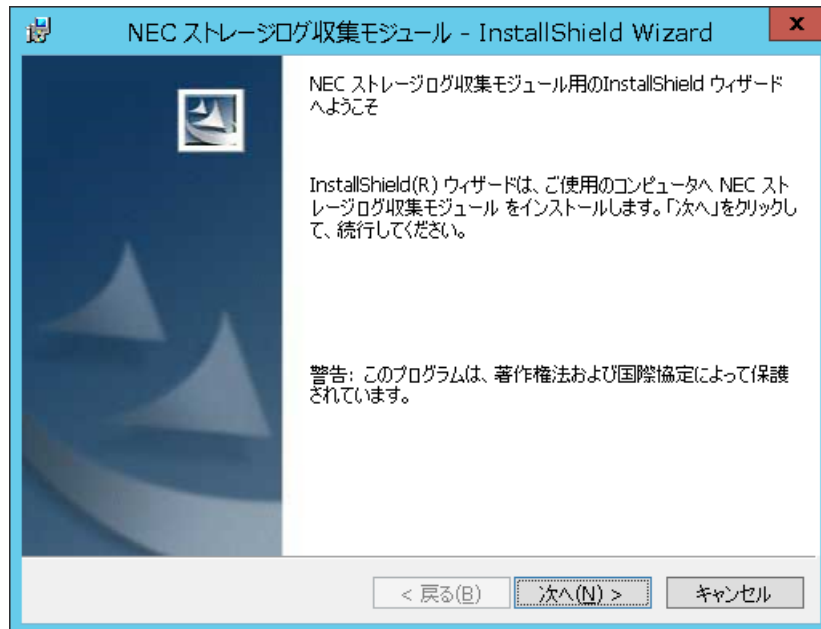 NEC ストレージログ収集モジュール - InstallShield Wizard
x
NEC ストレージログ収集モジュール用のInstallShield ウィザード
へようこそ
InstallShield(R) ウィザードは、ご使用のコンピュータへ NEC スト
レージログ収集モジュール をインストールします。「次へ」をクリックし
て、続行してください。
警告: このプログラムは、著作権法および国際協定によって保護
されています。
< 戻る(B) 次へ(N) > キャンセル